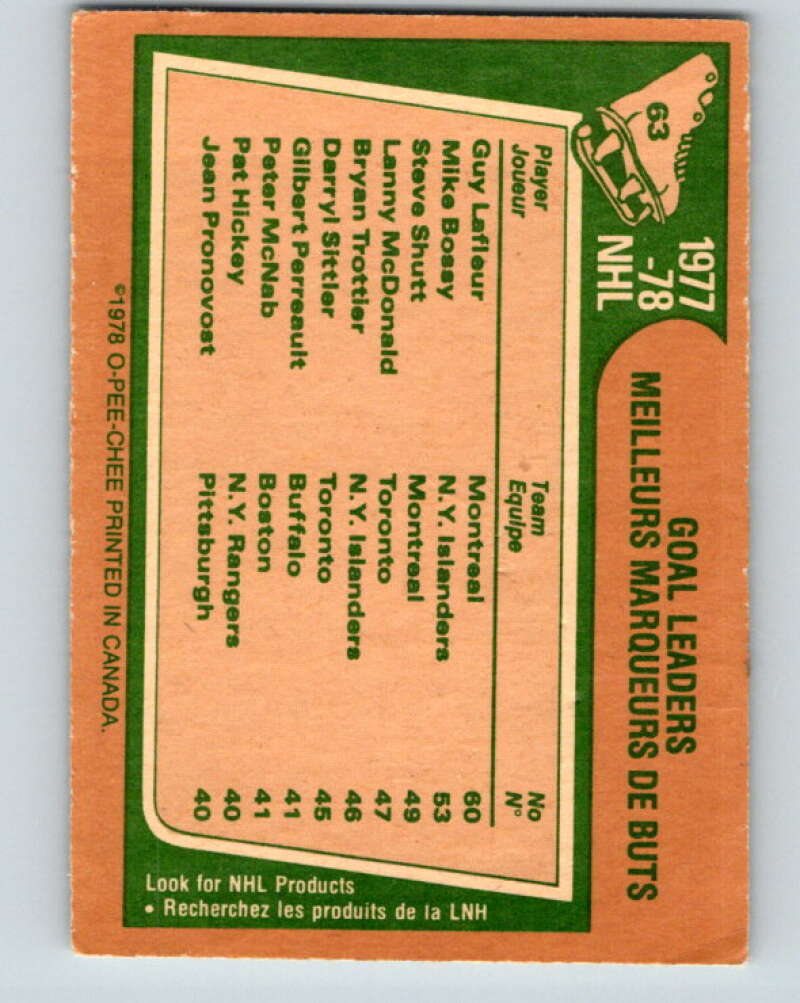 63
1977
-78
NHL
GOAL LEADERS
MEILLEURS MARQUEURS DE BUTS
Player Team No
Joueur Equipe N°
Guy Lafleur Montreal 60
Mike Bossy N.Y. Islanders 53
Steve Shutt Montreal 49
Lanny McDonald Toronto 47
Bryan Trottier N.Y. Islanders 46
Darryl Sittler Toronto 45
Gilbert Perreault Buffalo 41
Peter McNab Boston 41
Pat Hickey N.Y. Rangers 40
Jean Pronovost Pittsburgh 40
Look for NHL Products
• Recherchez les produits de la LNH
©1978 O-PEE-CHEE PRINTED IN CANADA.